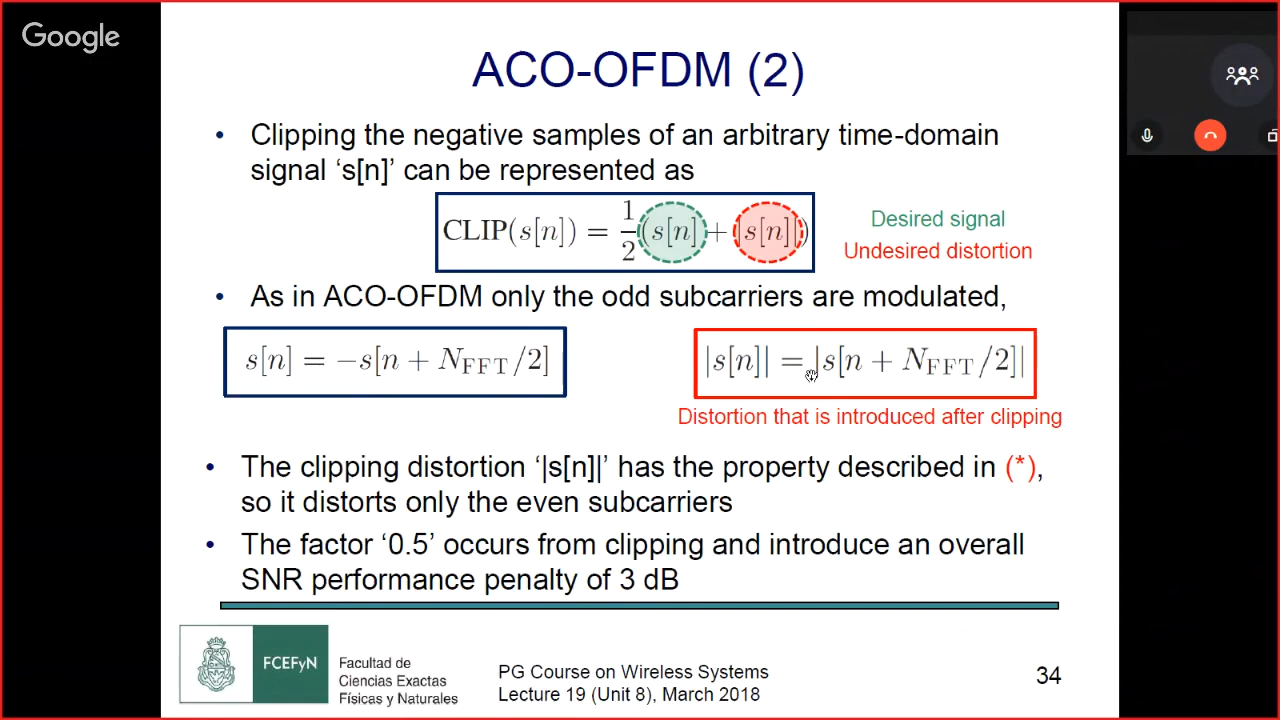 Google
ACO-OFDM (2)
• Clipping the negative samples of an arbitrary time-domain
signal ‘s[n]’ can be represented as
CLIP(s[n]) = 1/2 (s[n] + |s[n]|)
Desired signal
Undesired distortion
• As in ACO-OFDM only the odd subcarriers are modulated,
s[n] = −s[n + N_FFT/2]
|s[n]| = |s[n + N_FFT/2]|
Distortion that is introduced after clipping
• The clipping distortion ‘|s[n]|’ has the property described in (*),
so it distorts only the even subcarriers
• The factor ‘0.5’ occurs from clipping and introduce an overall
SNR performance penalty of 3 dB
FCEFyN
Facultad de
Ciencias Exactas
Físicas y Naturales
PG Course on Wireless Systems
Lecture 19 (Unit 8), March 2018
34